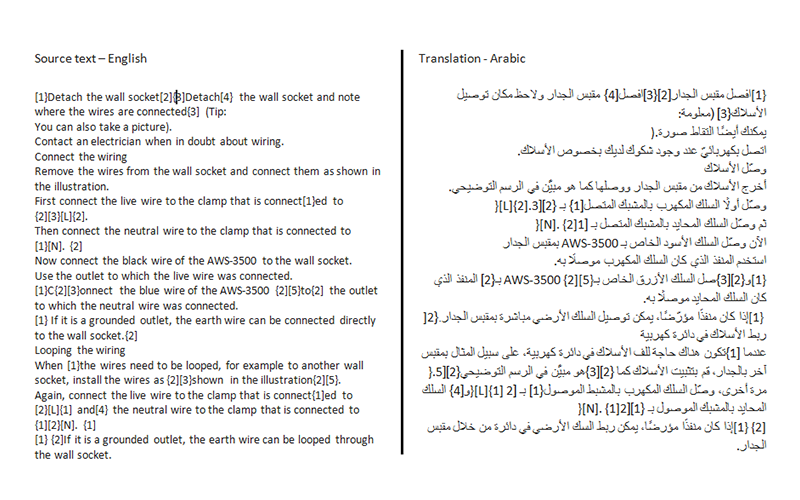 Source text – English
[1}Detach the wall socket[2}{3]Detach[4} the wall socket and note
where the wires are connected{3] (Tip:
You can also take a picture).
Contact an electrician when in doubt about wiring.
Connect the wiring
Remove the wires from the wall socket and connect them as shown in
the illustration.
First connect the live wire to the clamp that is connect[1}ed to
{2][3}[L]{2].
Then connect the neutral wire to the clamp that is connected to
[1}[N]. {2]
Now connect the black wire of the AWS-3500 to the wall socket.
Use the outlet to which the live wire was connected.
[1}C{2][3}onnect the blue wire of the AWS-3500 {2][5}to{2] the outlet
to which the neutral wire was connected.
[1} If it is a grounded outlet, the earth wire can be connected directly
to the wall socket.{2]
Looping the wiring
When [1}the wires need to be looped, for example to another wall
socket, install the wires as {2][3}shown in the illustration{2][5}.
Again, connect the live wire to the clamp that is connect{1]ed to
[2}[L]{1] and[4} the neutral wire to the clamp that is connected to
{1][2}[N]. {1]
[1} {2]If it is a grounded outlet, the earth wire can be looped through
the wall socket.
Translation - Arabic
{1]افصل مقبس الجدار[2}{3]افصل[4} مقبس الجدار ولاحظ مكان توصيل
الأسلاك{3] (معلومة:
يمكنك أيضًا التقاط صورة.(
اتصل بكهربائيّ عند وجود شكوك لديك بخصوص الأسلاك.
وصّل الأسلاك
أخرج الأسلاك من مقبس الجدار ووصلها كما هو مبيَّن في الرسم التوضيحي.
وصّل أولًا السلك المكهرب بالمشبك المتصل[1} بـ {2][3}.[L]{2]
ثم وصّل السلك المحايد بالمشبك المتصل بـ [1}[N]. {2]
الآن وصّل السلك الأسود الخاص بـ AWS-3500 بمقبس الجدار
استخدم المنفذ الذي كان السلك المكهرب موصلًا به.
[1}و{2][3}صل السلك الأزرق الخاص بـ AWS-3500 {2][5}بـ{2] المنفذ الذي
كان السلك المحايد موصلًا به.
[1}إذا كان منفذًا مؤرّضًا، يمكن توصيل السلك الأرضي مباشرة بمقبس الجدار.{2]
ربط الأسلاك في دائرة كهربية
عندما [1}تكون هناك حاجة للف الأسلاك في دائرة كهربية، على سبيل المثال بمقبس
آخر بالجدار، قم بتثبيت الأسلاك كما {2][3}هو مبيَّن في الرسم التوضيحي{2][5}.
مرة أخرى، وصّل السلك المكهرب بالمشبط الموصول{1] بـ [2}[L]{1] و[4} السلك
المحايد بالمشبك الموصول بـ {1][2}[N]. {1]
[1} {2]إذا كان منفذًا مؤرضًا، يمكن ربط السك الأرضي في دائرة من خلال مقبس
الجدار.